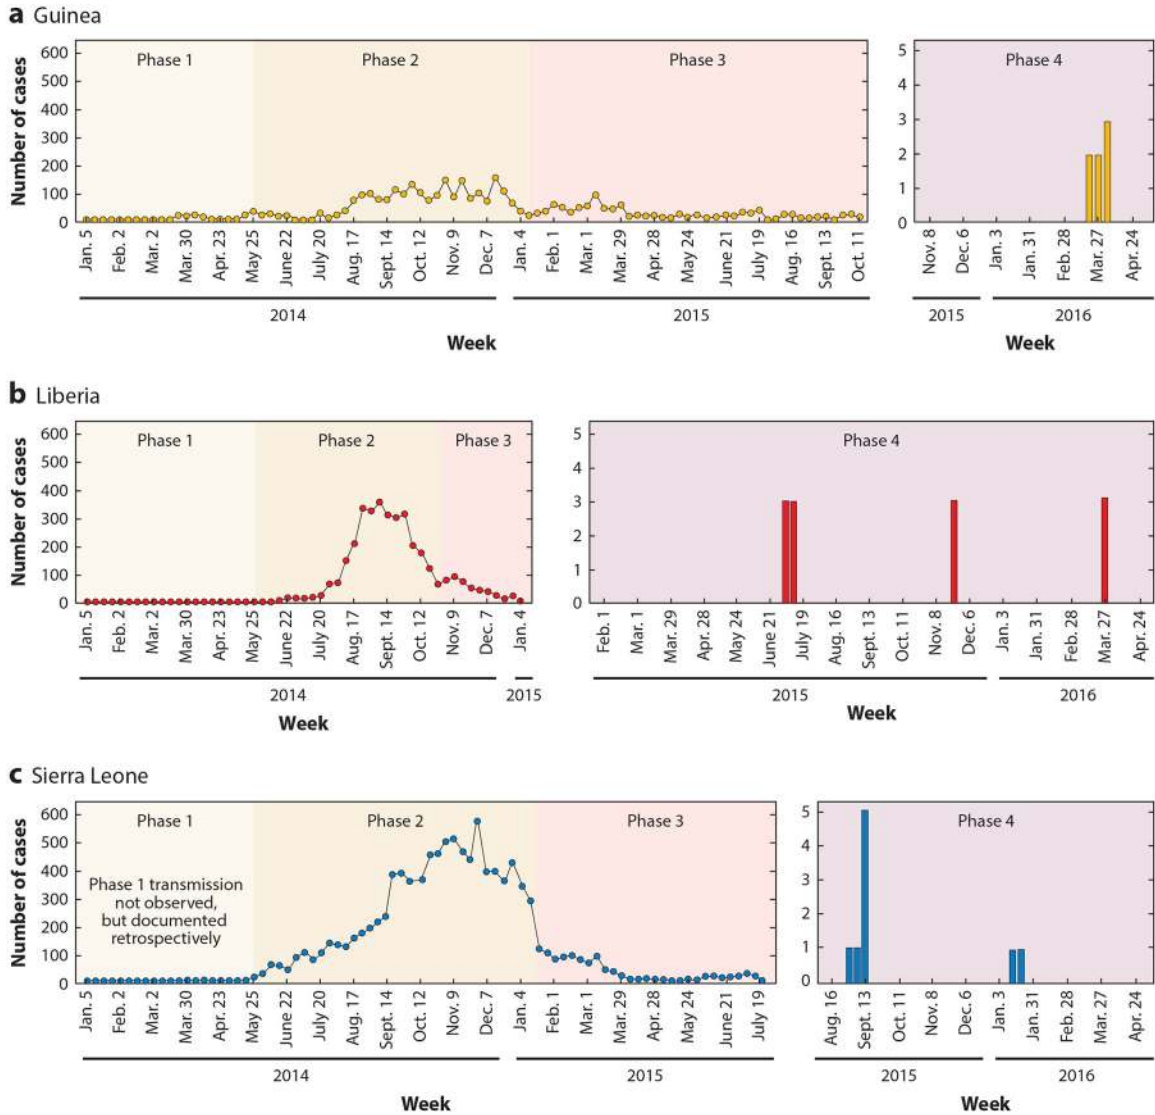 a Guinea
Number of cases
600
500
400
300
200
100
0
Phase 1
Phase 2
Phase 3
Jan. 5
Feb. 2
Mar. 2
Mar. 30
Apr. 23
May 25
June 22
July 20
Aug. 17
Sept. 14
Oct. 12
Nov. 9
Dec. 7
Jan. 4
Feb. 1
Mar. 1
Mar. 29
Apr. 28
May 24
June 21
July 19
Aug. 16
Sept. 13
Oct. 11
2014
2015
Week
5
4
3
2
1
0
Phase 4
Nov. 8
Dec. 6
Jan. 3
Jan. 31
Feb. 28
Mar. 27
Apr. 24
2015
2016
Week
b Liberia
Number of cases
600
500
400
300
200
100
0
Phase 1
Phase 2
Phase 3
Jan. 5
Feb. 2
Mar. 2
Mar. 30
Apr. 23
May 25
June 22
July 20
Aug. 17
Sept. 14
Oct. 12
Nov. 9
Dec. 7
Jan. 4
2014
2015
Week
5
4
3
2
1
0
Phase 4
Feb. 1
Mar. 1
Mar. 29
Apr. 28
May 24
June 21
July 19
Aug. 16
Sept. 13
Oct. 11
Nov. 8
Dec. 6
Jan. 3
Jan. 31
Feb. 28
Mar. 27
Apr. 24
2015
2016
Week
c Sierra Leone
Number of cases
600
500
400
300
200
100
0
Phase 1
Phase 2
Phase 3
Phase 1 transmission
not observed,
but documented
retrospectively
Jan. 5
Feb. 2
Mar. 2
Mar. 30
Apr. 23
May 25
June 22
July 20
Aug. 17
Sept. 14
Oct. 12
Nov. 9
Dec. 7
Jan. 4
Feb. 1
Mar. 1
Mar. 29
Apr. 28
May 24
June 21
July 19
2014
2015
Week
5
4
3
2
1
0
Phase 4
Aug. 16
Sept. 13
Oct. 11
Nov. 8
Dec. 6
Jan. 3
Jan. 31
Feb. 28
Mar. 27
Apr. 24
2015
2016
Week